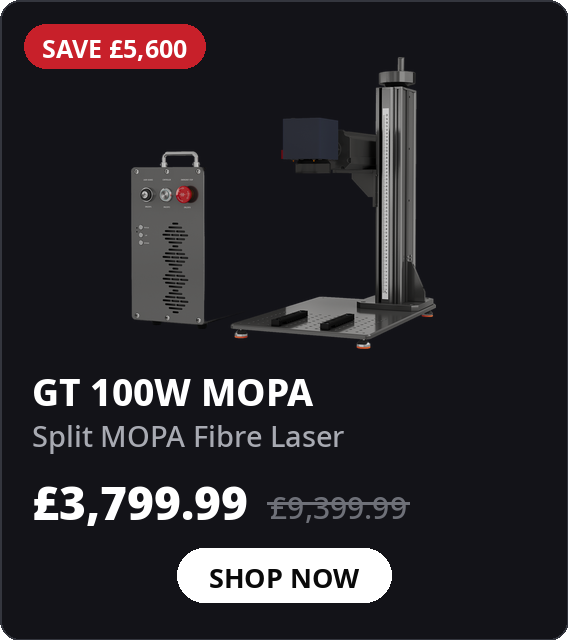 SAVE £5,600
GT 100W MOPA
Split MOPA Fibre Laser
£3,799.99 £9,399.99
SHOP NOW